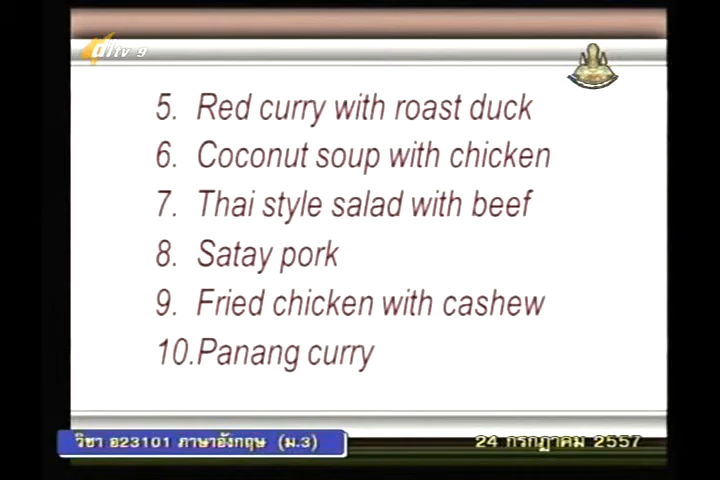 dltv 9
5. Red curry with roast duck
6. Coconut soup with chicken
7. Thai style salad with beef
8. Satay pork
9. Fried chicken with cashew
10.Panang curry
วิชา อ23101 ภาษาอังกฤษ (ม.3)
24 กรกฎาคม 2557